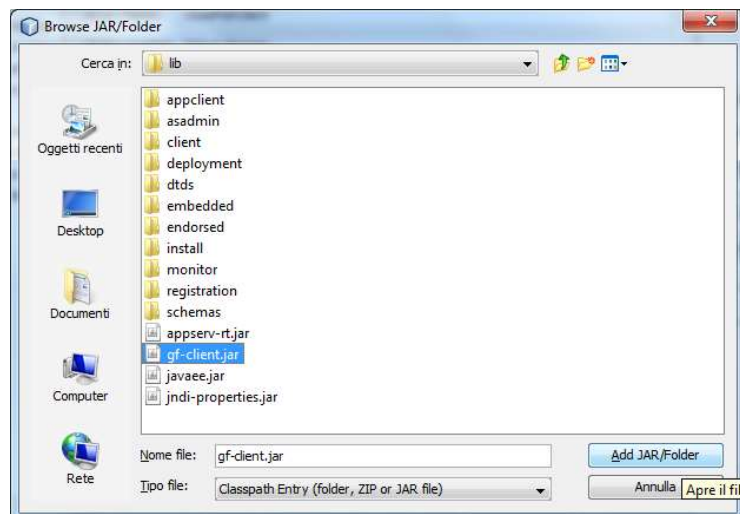 Browse JAR/Folder
Cerca in:
lib
appclient
asadmin
client
deployment
dtds
embedded
endorsed
install
monitor
registration
schemas
appserv-rt.jar
gf-client.jar
javaee.jar
jndi-properties.jar
Oggetti recenti
Desktop
Documenti
Computer
Rete
Nome file:
gf-client.jar
Add JAR/Folder
Tipo file:
Classpath Entry (folder, ZIP or JAR file)
Annulla
Apre il fil